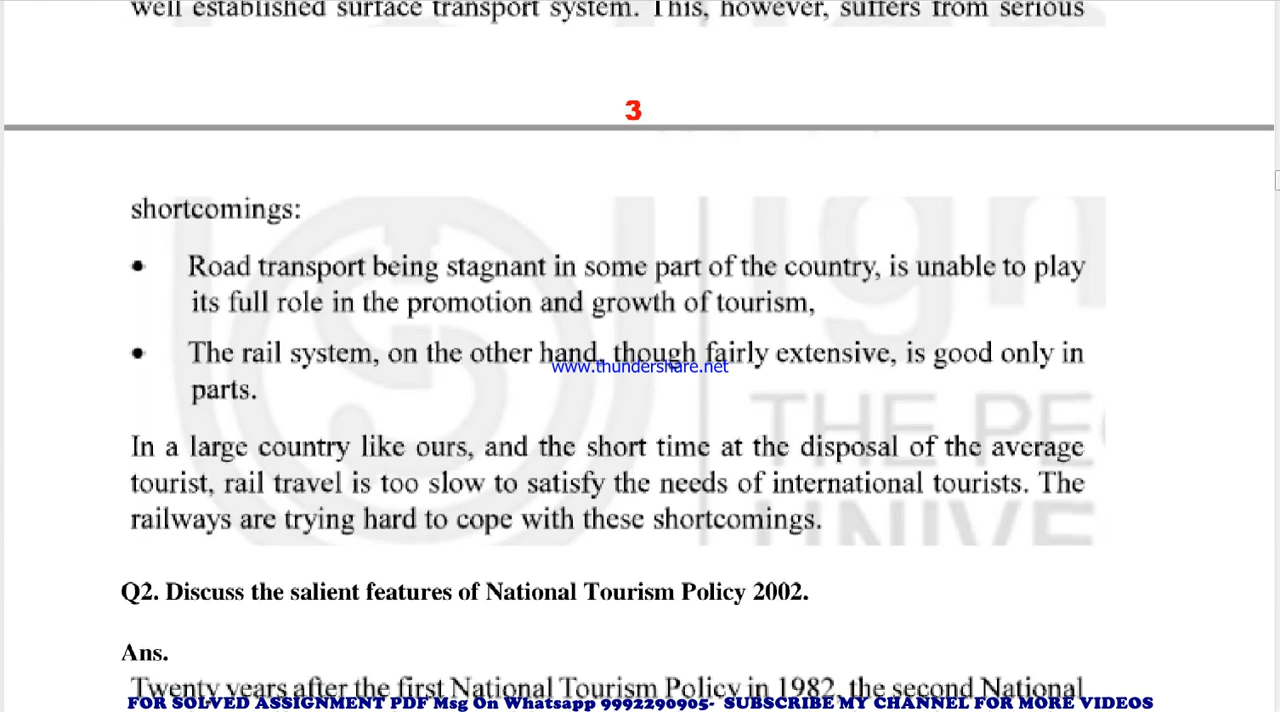 well established surface transport system. This, however, suffers from serious
3
shortcomings:
• Road transport being stagnant in some part of the country, is unable to play
its full role in the promotion and growth of tourism,
• The rail system, on the other hand, though fairly extensive, is good only in
www.thundershare.net
parts.
In a large country like ours, and the short time at the disposal of the average
tourist, rail travel is too slow to satisfy the needs of international tourists. The
railways are trying hard to cope with these shortcomings.
Q2. Discuss the salient features of National Tourism Policy 2002.
Ans.
Twenty years after the first National Tourism Policy in 1982, the second National
FOR SOLVED ASSIGNMENT PDF Msg On Whatsapp 9992290905- SUBSCRIBE MY CHANNEL FOR MORE VIDEOS
ign
THE PE
UNIVE